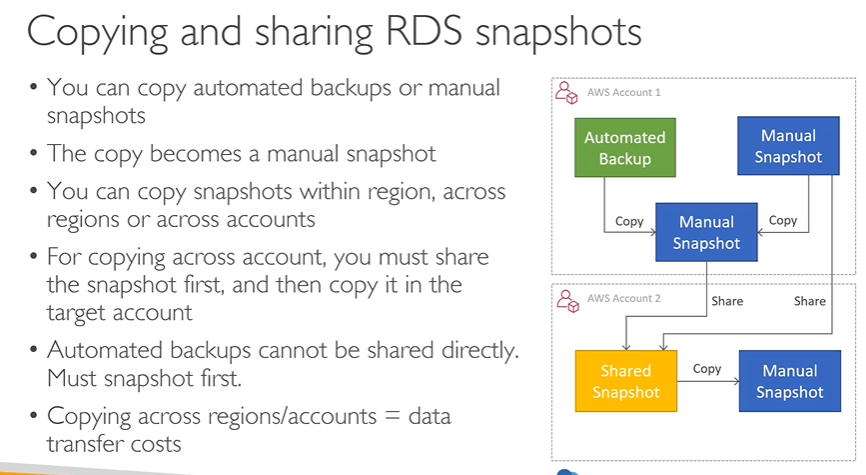 Copying and sharing RDS snapshots
• You can copy automated backups or manual
snapshots
• The copy becomes a manual snapshot
• You can copy snapshots within region, across
regions or across accounts
• For copying across account, you must share
the snapshot first, and then copy it in the
target account
• Automated backups cannot be shared directly.
Must snapshot first.
• Copying across regions/accounts = data
transfer costs
AWS Account 1
Automated
Backup
Manual
Snapshot
Copy
Manual
Snapshot
Copy
AWS Account 2
Share
Share
Shared
Snapshot
Copy
Manual
Snapshot